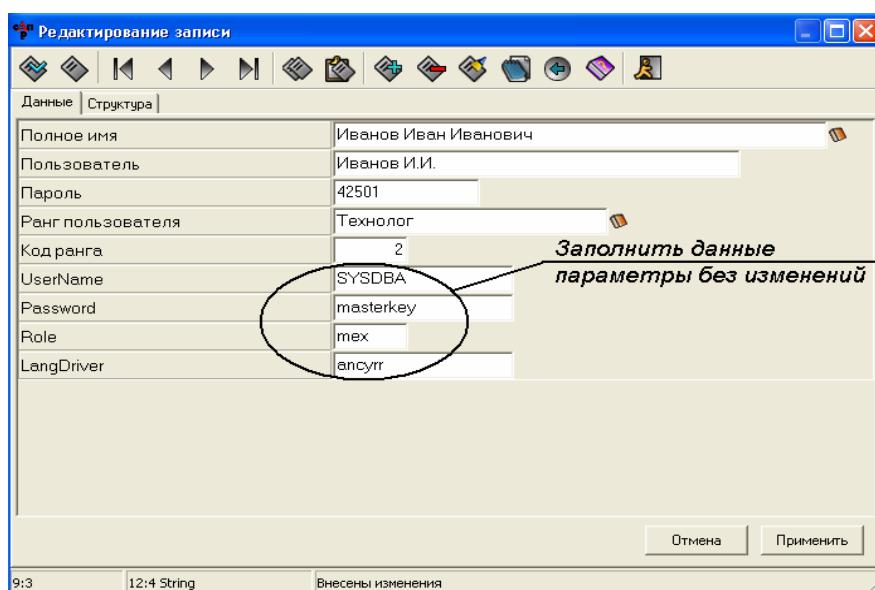 Редактирование записи
Данные Структура
Полное имя Иванов Иван Иванович
Пользователь Иванов И.И.
Пароль 42501
Ранг пользователя Технолог
Код ранга 2
Заполнить данные
параметры без изменений
UserName SYSDBA
Password masterkey
Role mex
LangDriver ancyrr
Отмена Применить
9:3 12:4 String Внесены изменения